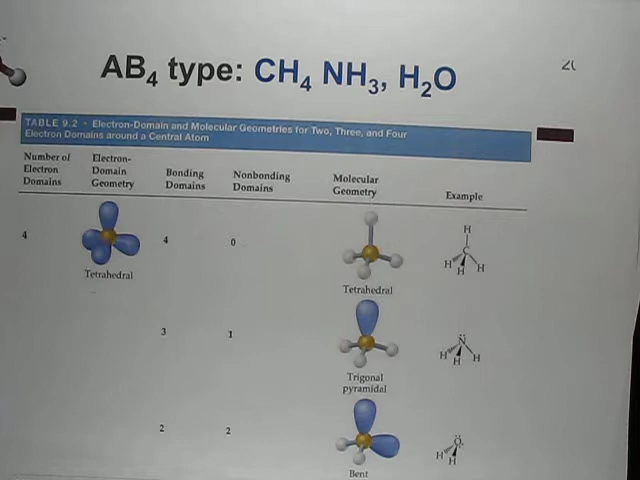 AB4 type: CH4 NH3, H2O
TABLE 9.2 • Electron-Domain and Molecular Geometries for Two, Three, and Four
Electron Domains around a Central Atom
Number of Electron Domains
Electron-Domain Geometry
Bonding Domains
Nonbonding Domains
Molecular Geometry
Example
4
Tetrahedral
4
0
Tetrahedral
H
C
H
H
H
3
1
Trigonal
pyramidal
N
H
H
H
2
2
Bent
O
H
H